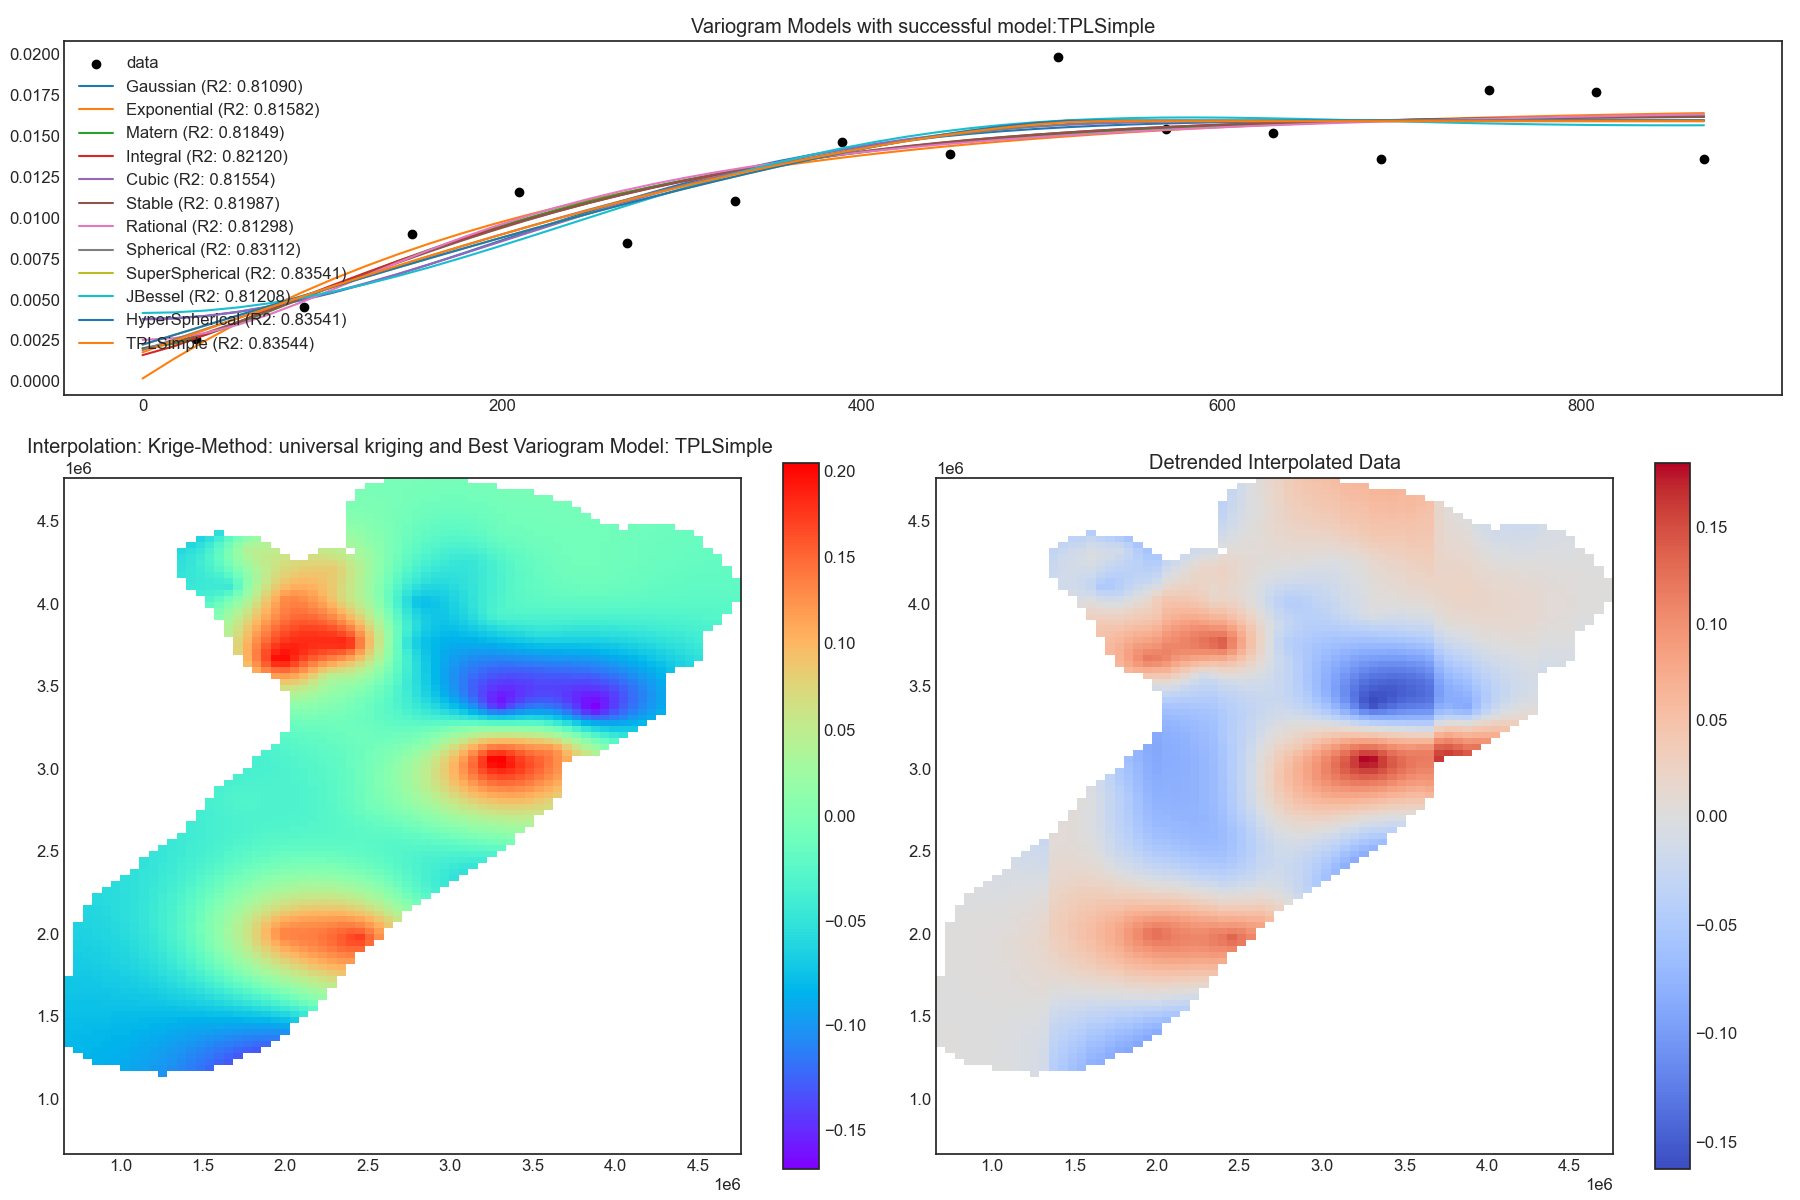 Variogram Models with successful model:TPLSimple
0.0200
0.0175
0.0150
0.0125
0.0100
0.0075
0.0050
0.0025
0.0000
data
Gaussian (R2: 0.81090)
Exponential (R2: 0.81582)
Matern (R2: 0.81849)
Integral (R2: 0.82120)
Cubic (R2: 0.81554)
Stable (R2: 0.81987)
Rational (R2: 0.81298)
Spherical (R2: 0.83112)
SuperSpherical (R2: 0.83541)
JBessel (R2: 0.81208)
HyperSpherical (R2: 0.83541)
TPLSimple (R2: 0.83544)
0 200 400 600 800
Interpolation: Krige-Method: universal kriging and Best Variogram Model: TPLSimple
1e6
4.5
4.0
3.5
3.0
2.5
2.0
1.5
1.0
1.0 1.5 2.0 2.5 3.0 3.5 4.0 4.5
1e6
0.20
0.15
0.10
0.05
0.00
−0.05
−0.10
−0.15
Detrended Interpolated Data
1e6
4.5
4.0
3.5
3.0
2.5
2.0
1.5
1.0
1.0 1.5 2.0 2.5 3.0 3.5 4.0 4.5
1e6
0.15
0.10
0.05
0.00
−0.05
−0.10
−0.15